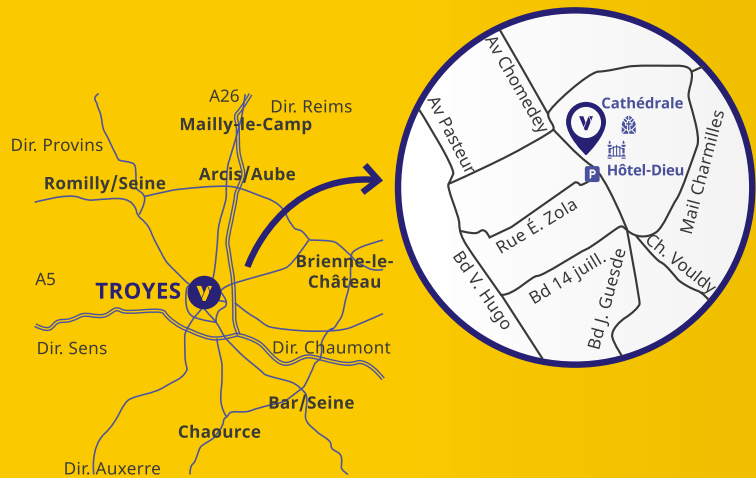 A26
Dir. Reims
Mailly-le-Camp
Dir. Provins
Romilly/Seine
Arcis/Aube
Brienne-le-
Château
A5
TROYES
Dir. Sens
Dir. Chaumont
Bar/Seine
Chaource
Dir. Auxerre
Av Chomedey
Av Pasteur
Cathédrale
Hôtel-Dieu
P
Mail Charmilles
Rue É. Zola
Bd V. Hugo
Bd 14 juill.
Bd J. Guesde
Ch. Vouldy